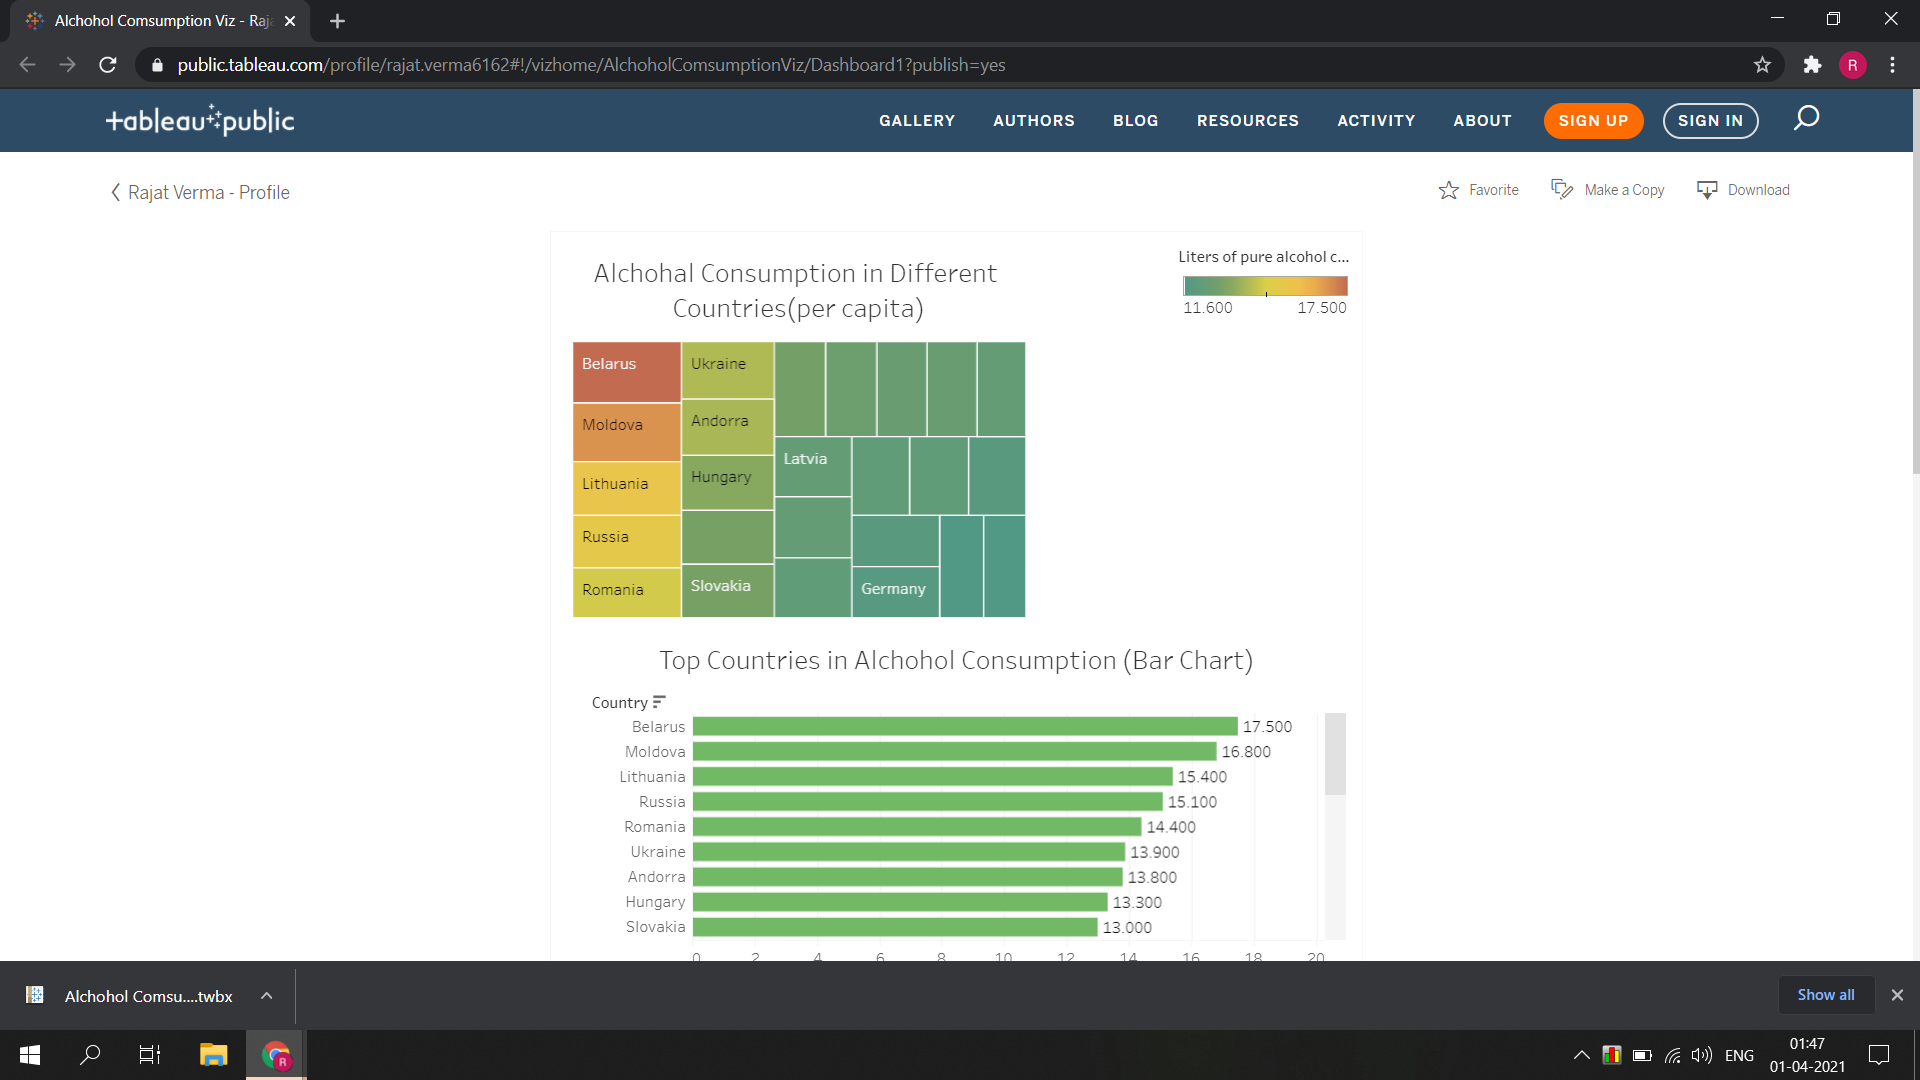 Alchohol Comsumption Viz - Raja
public.tableau.com/profile/rajat.verma6162#!/vizhome/AlchoholComsumptionViz/Dashboard1?publish=yes
R
+ableau public
GALLERY AUTHORS BLOG RESOURCES ACTIVITY ABOUT SIGN UP SIGN IN
Rajat Verma - Profile
Favorite Make a Copy Download
Alchohal Consumption in Different
Countries(per capita)
Liters of pure alcohol c...
11.600 17.500
Belarus Ukraine
Moldova Andorra
Latvia
Lithuania Hungary
Russia
Romania Slovakia Germany
Top Countries in Alchohol Consumption (Bar Chart)
Country
Belarus 17.500
Moldova 16.800
Lithuania 15.400
Russia 15.100
Romania 14.400
Ukraine 13.900
Andorra 13.800
Hungary 13.300
Slovakia 13.000
0 2 4 6 8 10 12 14 16 18 20
Alchohol Comsu....twbx
Show all
R
ENG
01:47
01-04-2021